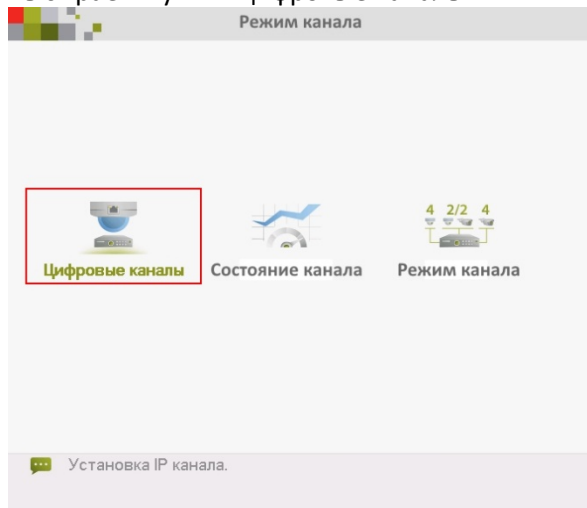 Режим канала
4 2/2 4
Цифровые каналы Состояние канала Режим канала
Установка IP канала.